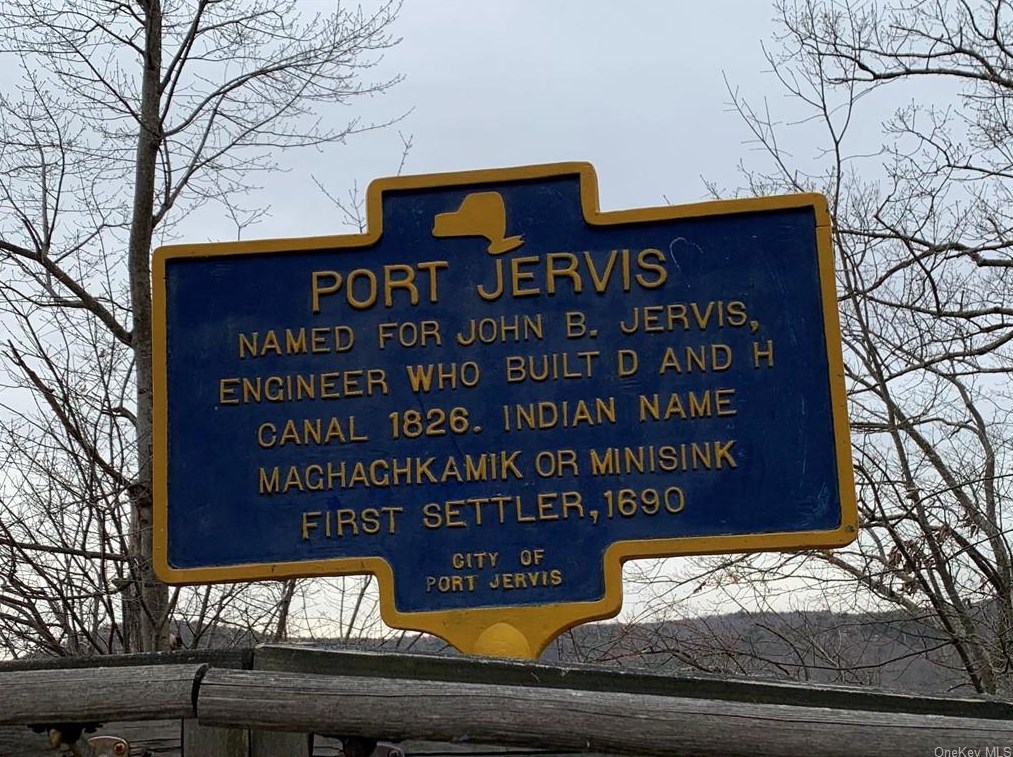 PORT JERVIS
NAMED FOR JOHN B. JERVIS,
ENGINEER WHO BUILT D AND H
CANAL 1826. INDIAN NAME
MAGHAGHKAMIK OR MINISINK
FIRST SETTLER, 1690
CITY OF
PORT JERVIS
OneKey MLS